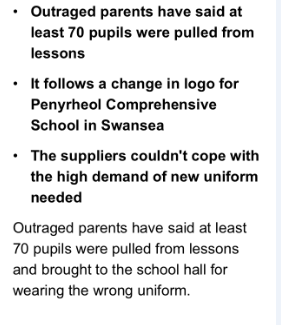 • Outraged parents have said at
least 70 pupils were pulled from
lessons
• It follows a change in logo for
Penyrheol Comprehensive
School in Swansea
• The suppliers couldn't cope with
the high demand of new uniform
needed
Outraged parents have said at least
70 pupils were pulled from lessons
and brought to the school hall for
wearing the wrong uniform.